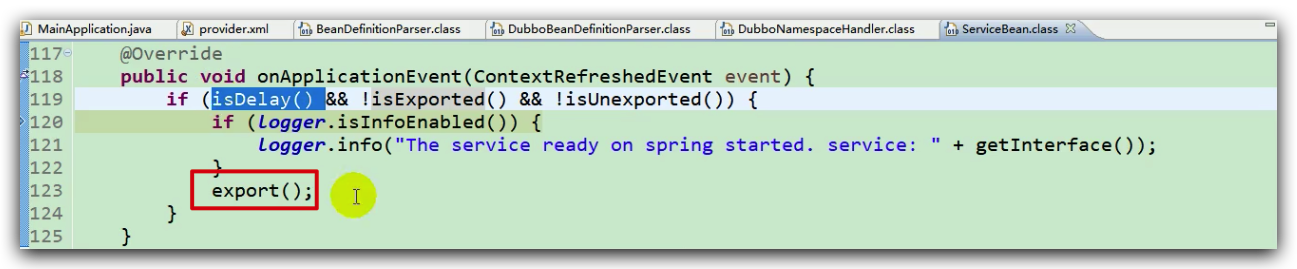 MainApplication.java provider.xml BeanDefinitionParser.class DubboBeanDefinitionParser.class DubboNamespaceHandler.class ServiceBean.class
117 @Override
118 public void onApplicationEvent(ContextRefreshedEvent event) {
119 if (isDelay() && !isExported() && !isUnexported()) {
120 if (logger.isInfoEnabled()) {
121 logger.info("The service ready on spring started. service: " + getInterface());
122 }
123 export();
124 }
125 }